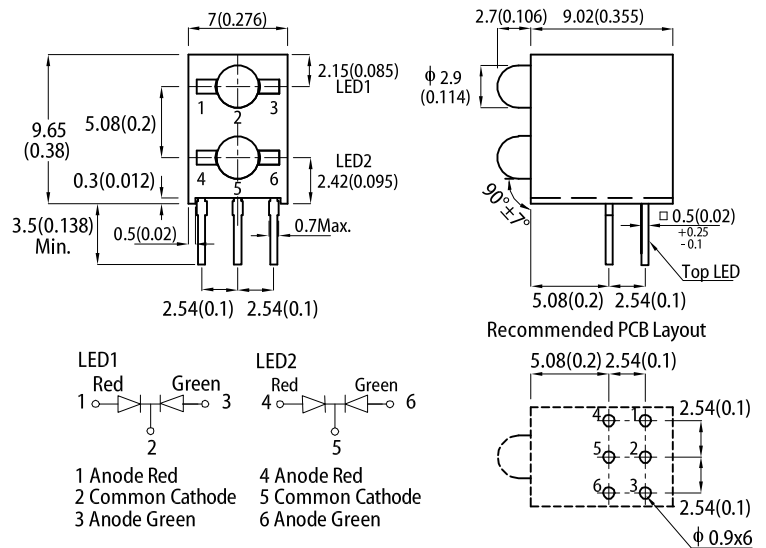 7(0.276)
2.7(0.106)
9.02(0.355)
2.15(0.085)
LED1
ϕ 2.9
(0.114)
1
2
3
5.08(0.2)
9.65
(0.38)
LED2
4
5
6
2.42(0.095)
0.3(0.012)
90°±7°
3.5(0.138)
Min.
0.5(0.02)
0.7Max.
□ 0.5(0.02)
+0.25
-0.1
Top LED
2.54(0.1)
2.54(0.1)
5.08(0.2)
2.54(0.1)
Recommended PCB Layout
LED1
Red
Green
1
3
2
LED2
Red
Green
4
6
5
5.08(0.2)
2.54(0.1)
4
1
2.54(0.1)
5
2
6
3
2.54(0.1)
ϕ 0.9x6
1 Anode Red
2 Common Cathode
3 Anode Green
4 Anode Red
5 Common Cathode
6 Anode Green